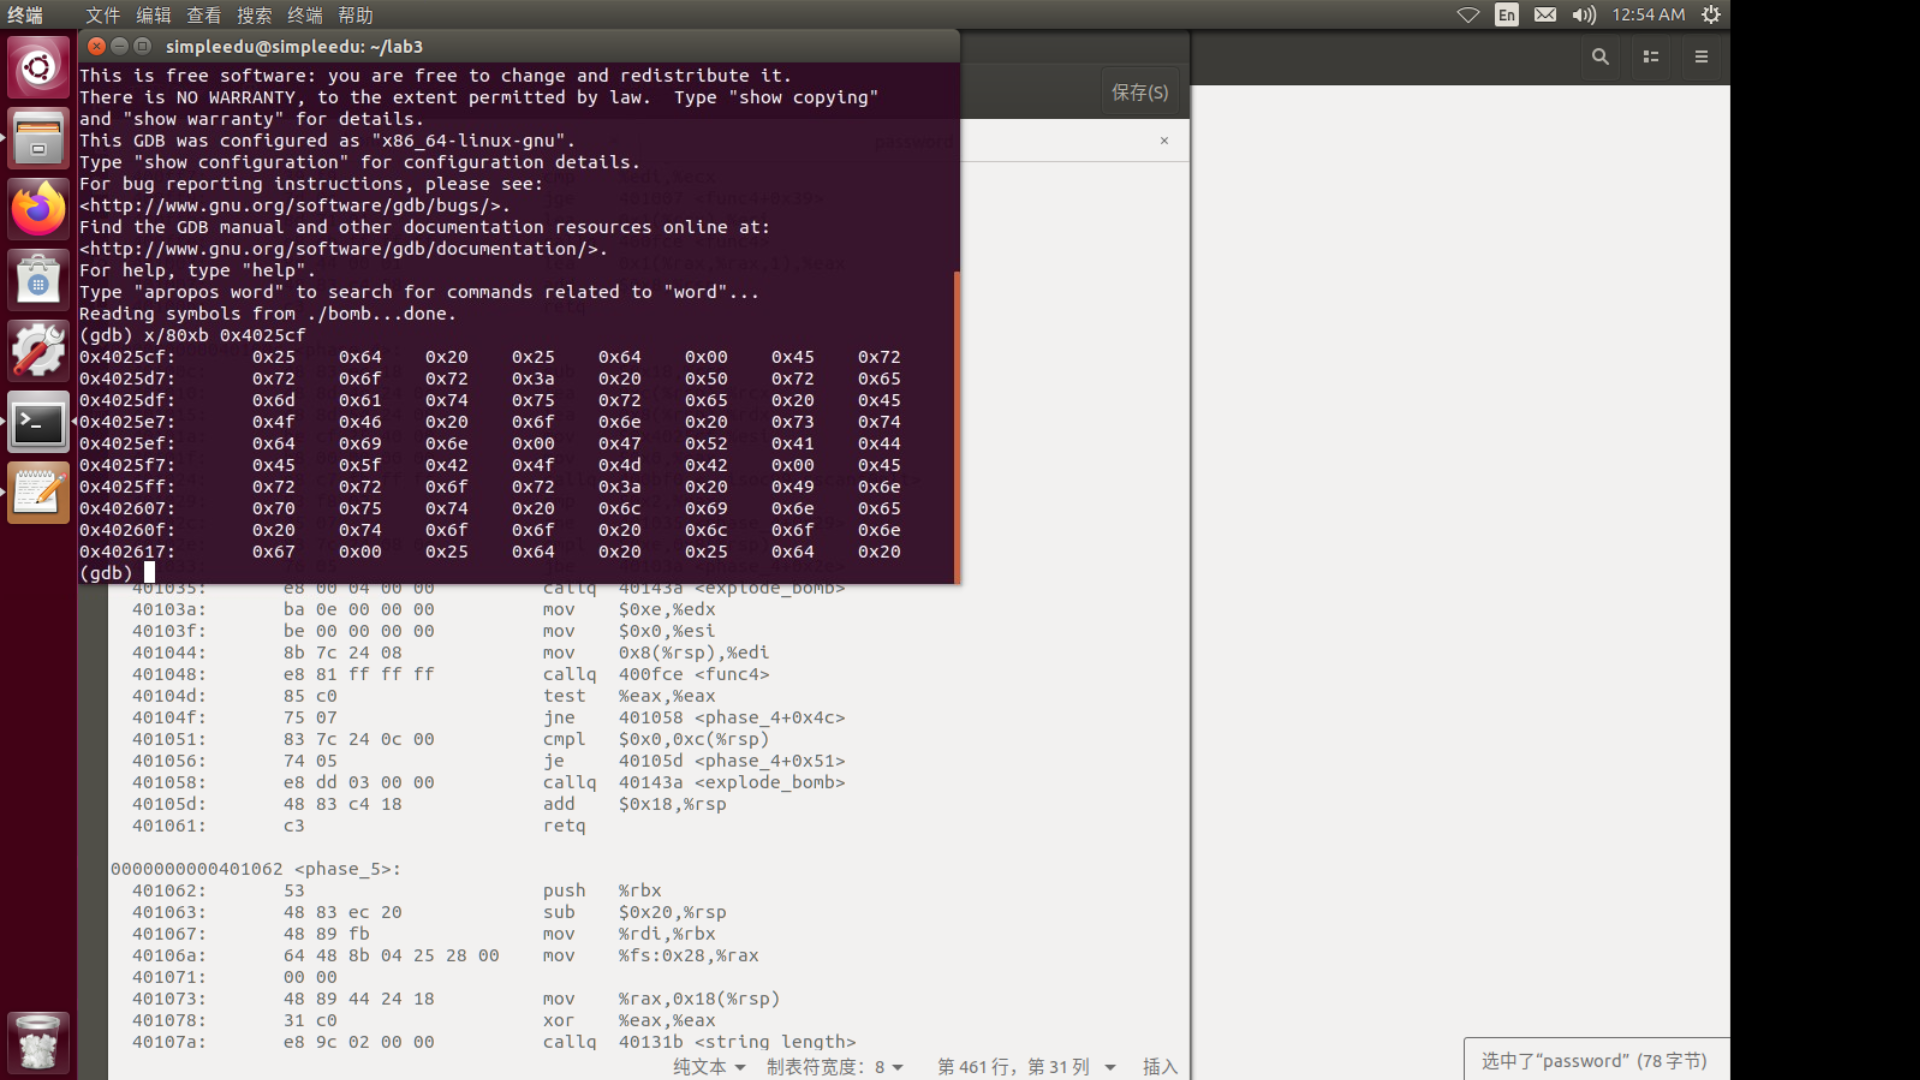 终端 文件 编辑 查看 搜索 终端 帮助 En 12:54 AM
simpleedu@simpleedu: ~/lab3
保存(S)
This is free software: you are free to change and redistribute it.
There is NO WARRANTY, to the extent permitted by law.  Type "show copying"
and "show warranty" for details.
This GDB was configured as "x86_64-linux-gnu".
password
Type "show configuration" for configuration details.
For bug reporting instructions, please see:
<http://www.gnu.org/software/gdb/bugs/>.
Find the GDB manual and other documentation resources online at:
<http://www.gnu.org/software/gdb/documentation/>.
For help, type "help".
Type "apropos word" to search for commands related to "word"...
Reading symbols from ./bomb...done.
(gdb) x/80xb 0x4025cf
0x4025cf: 0x25 0x64 0x20 0x25 0x64 0x00 0x45 0x72
0x4025d7: 0x72 0x6f 0x72 0x3a 0x20 0x50 0x72 0x65
0x4025df: 0x6d 0x61 0x74 0x75 0x72 0x65 0x20 0x45
0x4025e7: 0x4f 0x46 0x20 0x6f 0x6e 0x20 0x73 0x74
0x4025ef: 0x64 0x69 0x6e 0x00 0x47 0x52 0x41 0x44
0x4025f7: 0x45 0x5f 0x42 0x4f 0x4d 0x42 0x00 0x45
0x4025ff: 0x72 0x72 0x6f 0x72 0x3a 0x20 0x49 0x6e
0x402607: 0x70 0x75 0x74 0x20 0x6c 0x69 0x6e 0x65
0x40260f: 0x20 0x74 0x6f 0x6f 0x20 0x6c 0x6f 0x6e
0x402617: 0x67 0x00 0x25 0x64 0x20 0x25 0x64 0x20
(gdb)
401035: e8 00 04 00 00 callq 40143a <explode_bomb>
40103a: ba 0e 00 00 00 mov $0xe,%edx
40103f: be 00 00 00 00 mov $0x0,%esi
401044: 8b 7c 24 08 mov 0x8(%rsp),%edi
401048: e8 81 ff ff ff callq 400fce <func4>
40104d: 85 c0 test %eax,%eax
40104f: 75 07 jne 401058 <phase_4+0x4c>
401051: 83 7c 24 0c 00 cmpl $0x0,0xc(%rsp)
401056: 74 05 je 40105d <phase_4+0x51>
401058: e8 dd 03 00 00 callq 40143a <explode_bomb>
40105d: 48 83 c4 18 add $0x18,%rsp
401061: c3 retq
0000000000401062 <phase_5>:
401062: 53 push %rbx
401063: 48 83 ec 20 sub $0x20,%rsp
401067: 48 89 fb mov %rdi,%rbx
40106a: 64 48 8b 04 25 28 00 mov %fs:0x28,%rax
401071: 00 00
401073: 48 89 44 24 18 mov %rax,0x18(%rsp)
401078: 31 c0 xor %eax,%eax
40107a: e8 9c 02 00 00 callq 40131b <string_length>
纯文本 制表符宽度：8 第 461 行，第 31 列 插入
选中了“password” (78 字节)